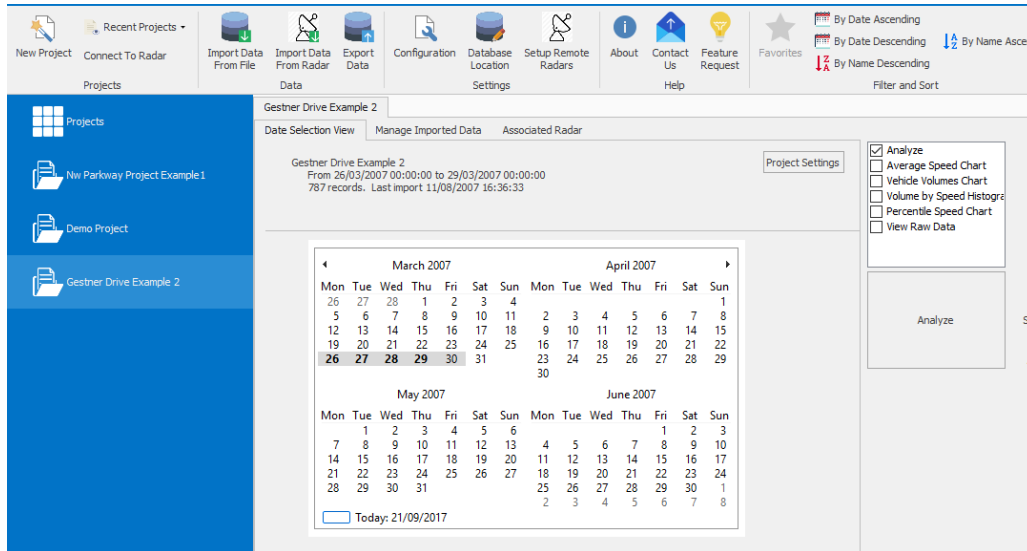 New Project
Recent Projects
Connect To Radar
Projects
Import Data From File
Import Data From Radar
Export Data
Data
Configuration
Database Location
Setup Remote Radars
Settings
About
Contact Us
Feature Request
Help
Favorites
By Date Ascending
By Date Descending
By Name Asce
By Name Descending
Filter and Sort
Projects
Nw Parkway Project Example1
Demo Project
Gestner Drive Example 2
Gestner Drive Example 2
Date Selection View Manage Imported Data Associated Radar
Gestner Drive Example 2
From 26/03/2007 00:00:00 to 29/03/2007 00:00:00
787 records. Last import 11/08/2007 16:36:33
Project Settings
March 2007
Mon Tue Wed Thu Fri Sat Sun
26 27 28 1 2 3 4
5 6 7 8 9 10 11
12 13 14 15 16 17 18
19 20 21 22 23 24 25
26 27 28 29 30 31
April 2007
Mon Tue Wed Thu Fri Sat Sun
1
2 3 4 5 6 7 8
9 10 11 12 13 14 15
16 17 18 19 20 21 22
23 24 25 26 27 28 29
30
May 2007
Mon Tue Wed Thu Fri Sat Sun
1 2 3 4 5 6
7 8 9 10 11 12 13
14 15 16 17 18 19 20
21 22 23 24 25 26 27
28 29 30 31
June 2007
Mon Tue Wed Thu Fri Sat Sun
1 2 3
4 5 6 7 8 9 10
11 12 13 14 15 16 17
18 19 20 21 22 23 24
25 26 27 28 29 30 1
2 3 4 5 6 7 8
Today: 21/09/2017
Analyze
Average Speed Chart
Vehicle Volumes Chart
Volume by Speed Histogra
Percentile Speed Chart
View Raw Data
Analyze
S